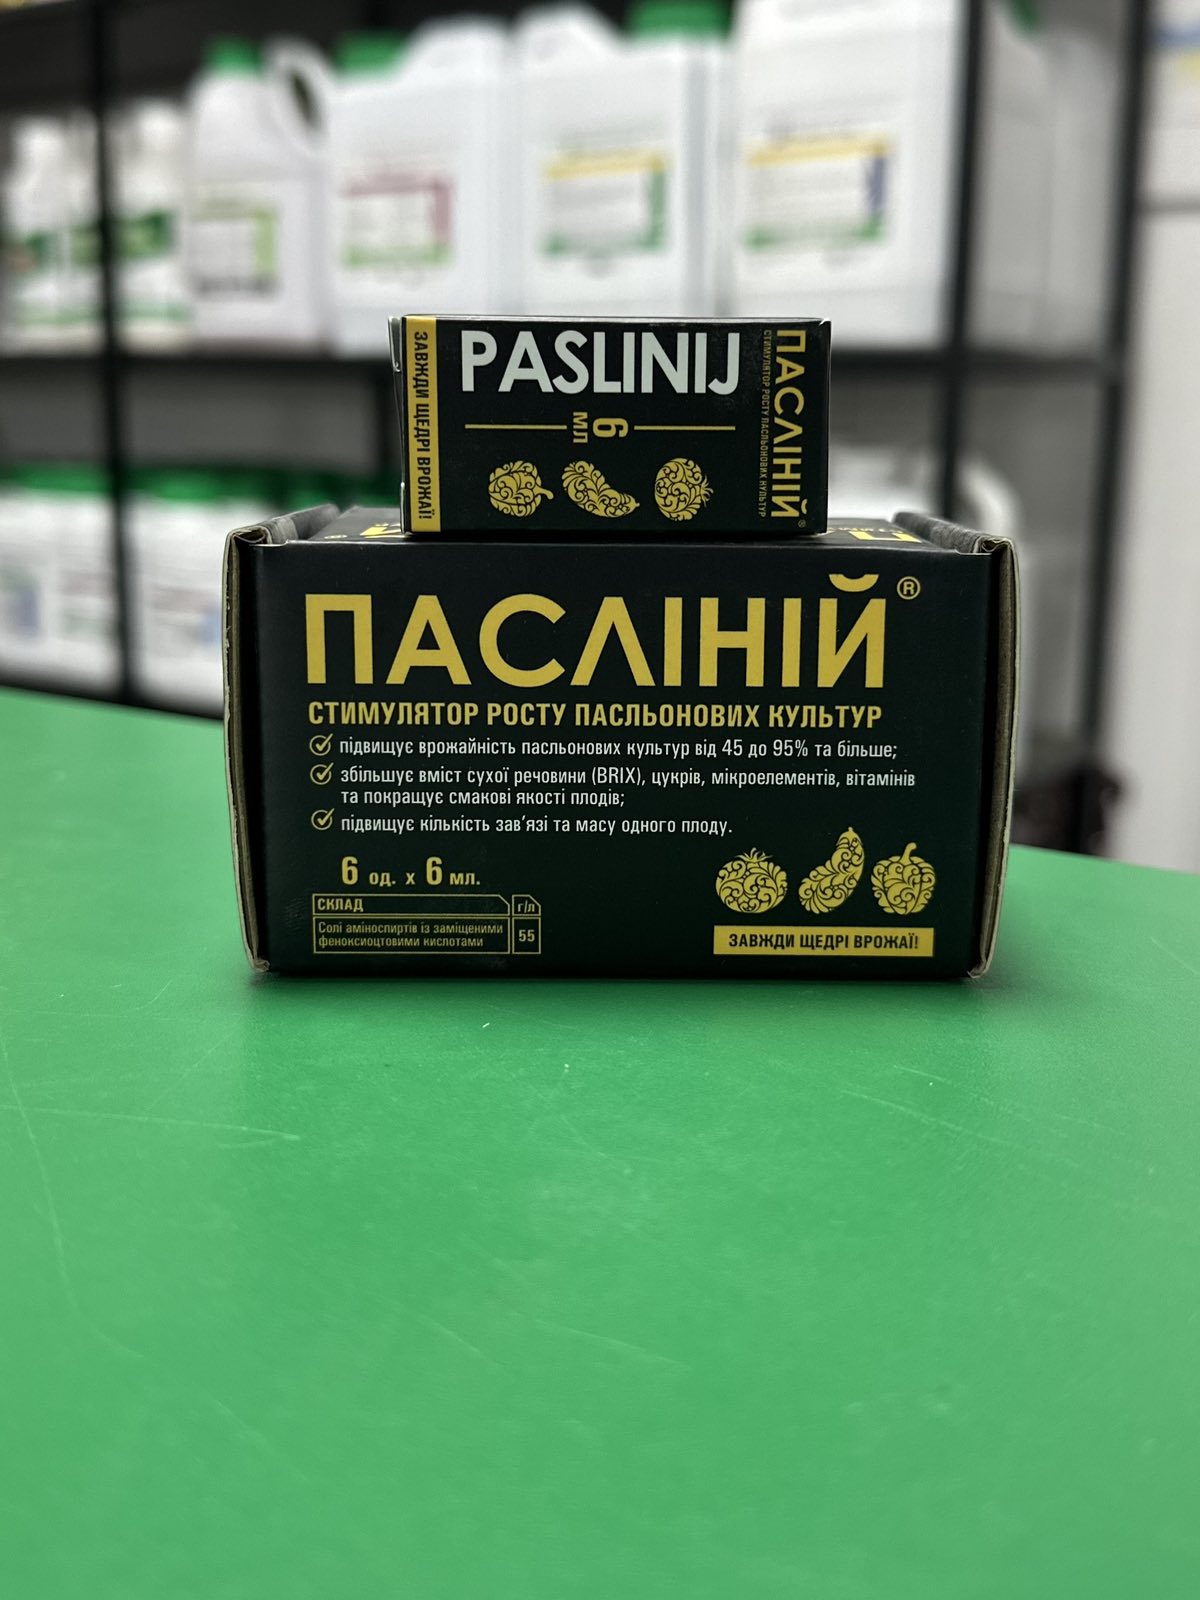 ЗАВЖДИ ЩЕДРІ ВРОЖАЇ!
PASLINIJ
6 МЛ
ПАСЛІНІЙ®
СТИМУЛЯТОР РОСТУ ПАСЛЬОНОВИХ КУЛЬТУР
ПАСЛІНІЙ®
СТИМУЛЯТОР РОСТУ ПАСЛЬОНОВИХ КУЛЬТУР
підвищує врожайність пасльонових культур від 45 до 95% та більше;
збільшує вміст сухої речовини (BRIX), цукрів, мікроелементів, вітамінів
та покращує смакові якості плодів;
підвищує кількість зав'язі та масу одного плоду.
6 од. х 6 мл.
СКЛАД г/л
Солі аміноспиртів із заміщеними
феноксиоцтовими кислотами 55
ЗАВЖДИ ЩЕДРІ ВРОЖАЇ!